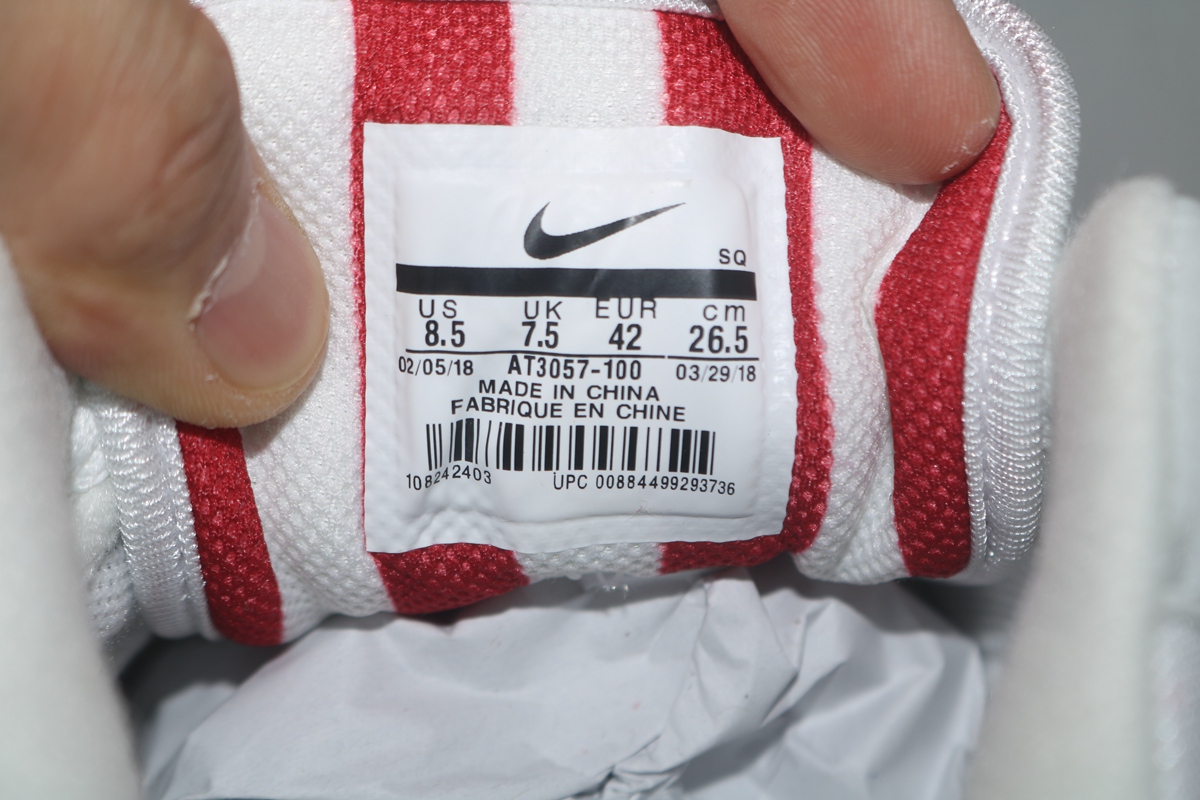 SQ
US UK EUR cm
8.5 7.5 42 26.5
02/05/18 AT3057-100 03/29/18
MADE IN CHINA
FABRIQUE EN CHINE
108242403 UPC 00884499293736